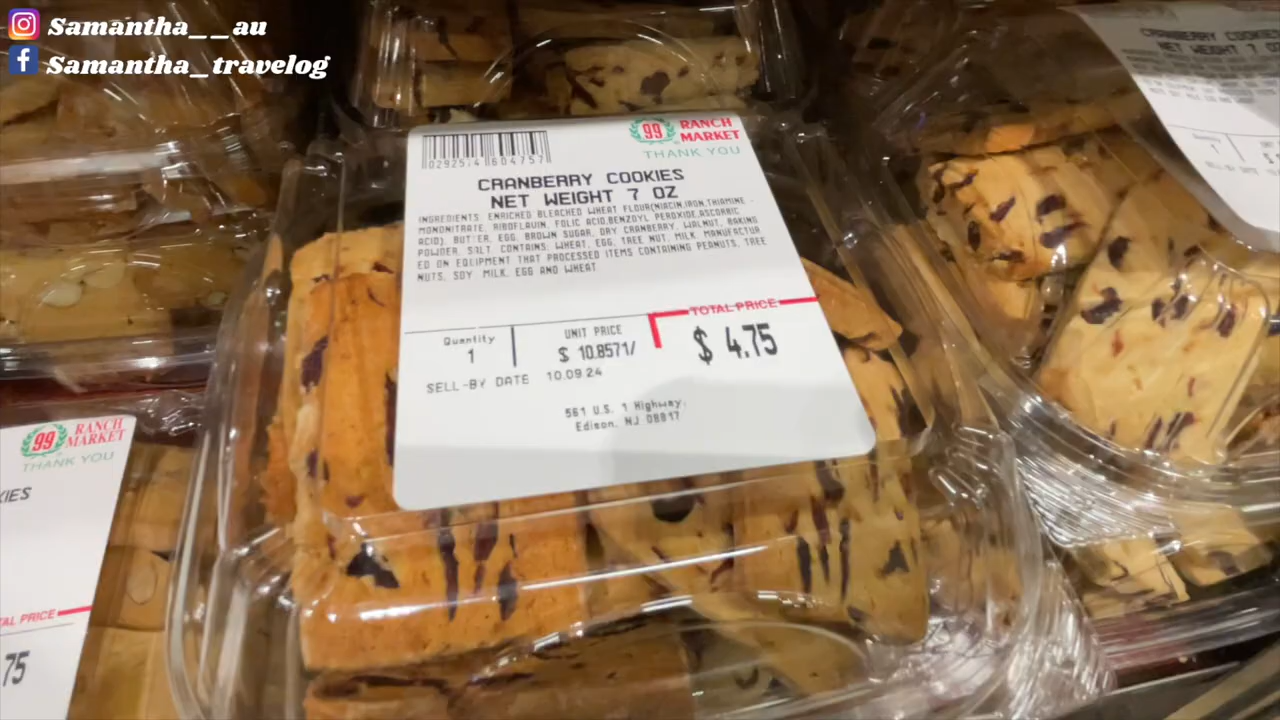 Samantha__au
Samantha_travelog
02925.4 604757
99 RANCH
MARKET
THANK YOU
CRANBERRY COOKIES
NET WEIGHT 7 OZ
INGREDIENTS: ENRICHED BLEACHED WHEAT FLOUR(NIACIN,IRON,THIAMINE -
MONONITRATE, RIBOFLAVIN, FOLIC ACID,BENZOYL PEROXIDE,ASCORBIC
ACID), BUTTER, EGG, BROWN SUGAR, DRY CRANBERRY, WALNUT, BAKING
POWDER, SALT. CONTAINS: WHEAT, EGG, TREE NUT, MILK. MANUFACTUR
ED ON EQUIPMENT THAT PROCESSED ITEMS CONTAINING PEANUTS, TREE
NUTS, SOY MILK, EGG AND WHEAT
Quantity
1
UNIT PRICE
$ 10.8571/
TOTAL PRICE
$ 4.75
SELL-BY DATE 10.09.24
561 U.S. 1 Highway,
Edison, NJ 08817
CRANBERRY COOKIES
NET WEIGHT 7 OZ
99 RANCH
MARKET
THANK YOU
KIES
TAL PRICE
75